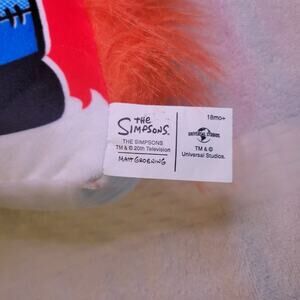 THE
SIMPSONS.
THE SIMPSONS
TM & © 20th Television
MATT GROENING
18mo+
UNIVERSAL STUDIOS
TM & ©
Universal Studios.